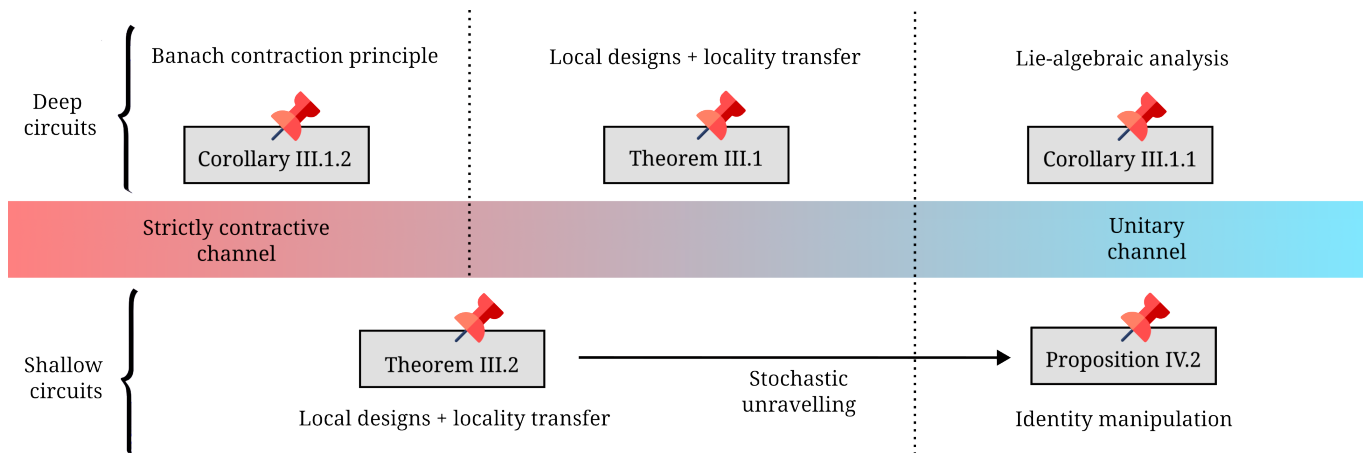 Banach contraction principle
Local designs + locality transfer
Lie-algebraic analysis
Deep
circuits
Corollary III.1.2
Theorem III.1
Corollary III.1.1
Strictly contractive
channel
Unitary
channel
Shallow
circuits
Theorem III.2
Proposition IV.2
Stochastic
unravelling
Local designs + locality transfer
Identity manipulation